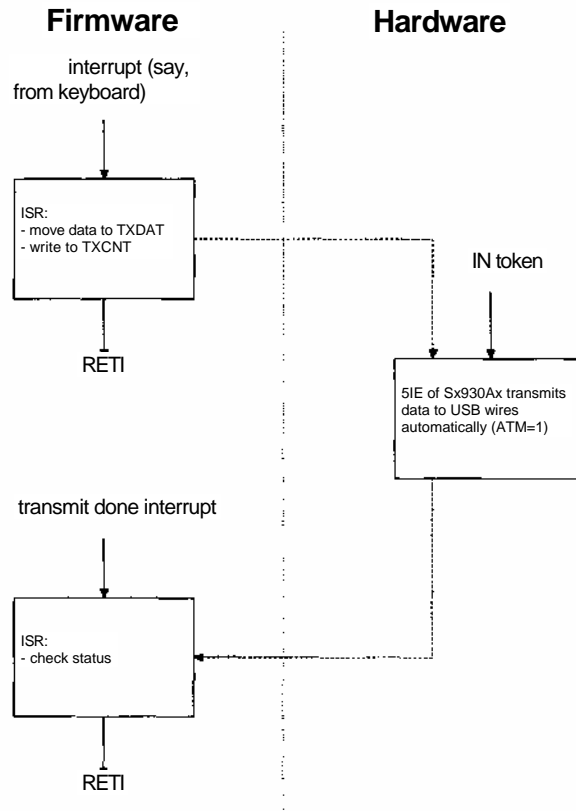 Firmware
Hardware
interrupt (say,
from keyboard)
ISR:
- move data to TXDAT
- write to TXCNT
RETI
IN token
5IE of Sx930Ax transmits
data to USB wires
automatically (ATM=1)
transmit done interrupt
ISR:
- check status
RETI